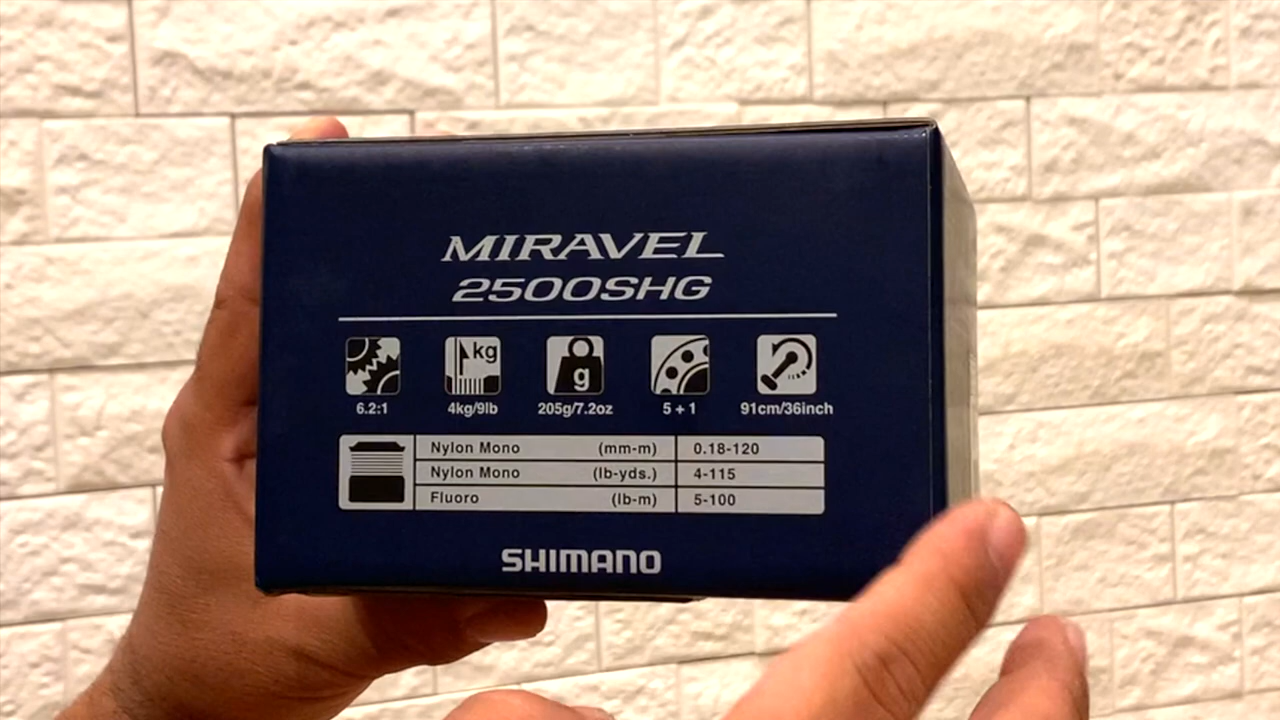 MIRAVEL
2500SHG
kg
g
6.2:1 4kg/9lb 205g/7.2oz 5 + 1 91cm/36inch
Nylon Mono (mm-m) 0.18-120
Nylon Mono (lb-yds.) 4-115
Fluoro (lb-m) 5-100
SHIMANO